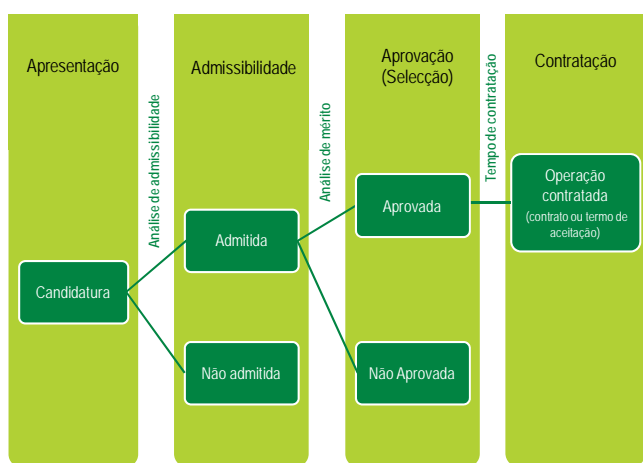 Apresentação
Admissibilidade
Aprovação
(Selecção)
Contratação
Análise de admissibilidade
Análise de mérito
Tempo de contratação
Candidatura
Admitida
Não admitida
Aprovada
Não Aprovada
Operação
contratada
(contrato ou termo de
aceitação)